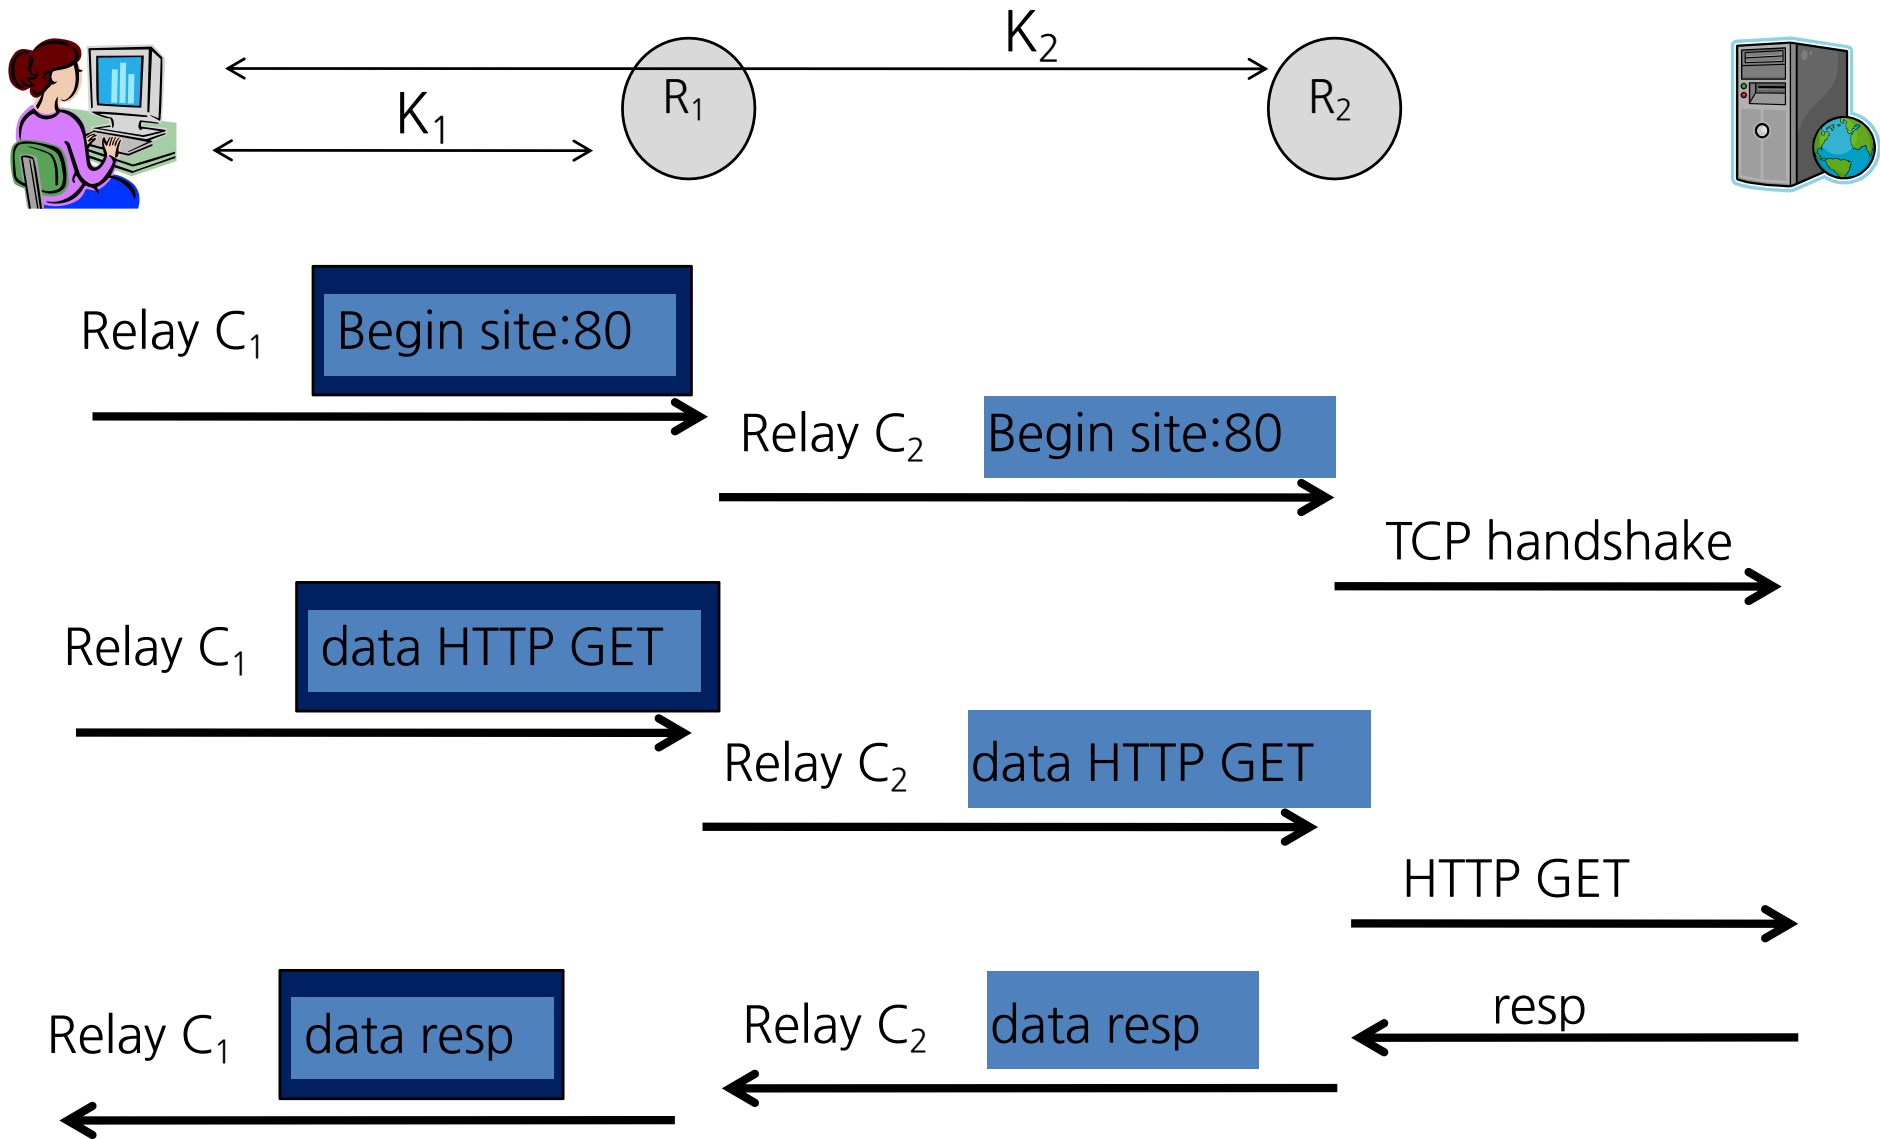 K₂
R₁
R₂
K₁
Relay C₁ Begin site:80
Relay C₂ Begin site:80
TCP handshake
Relay C₁ data HTTP GET
Relay C₂ data HTTP GET
HTTP GET
resp
Relay C₂ data resp
Relay C₁ data resp